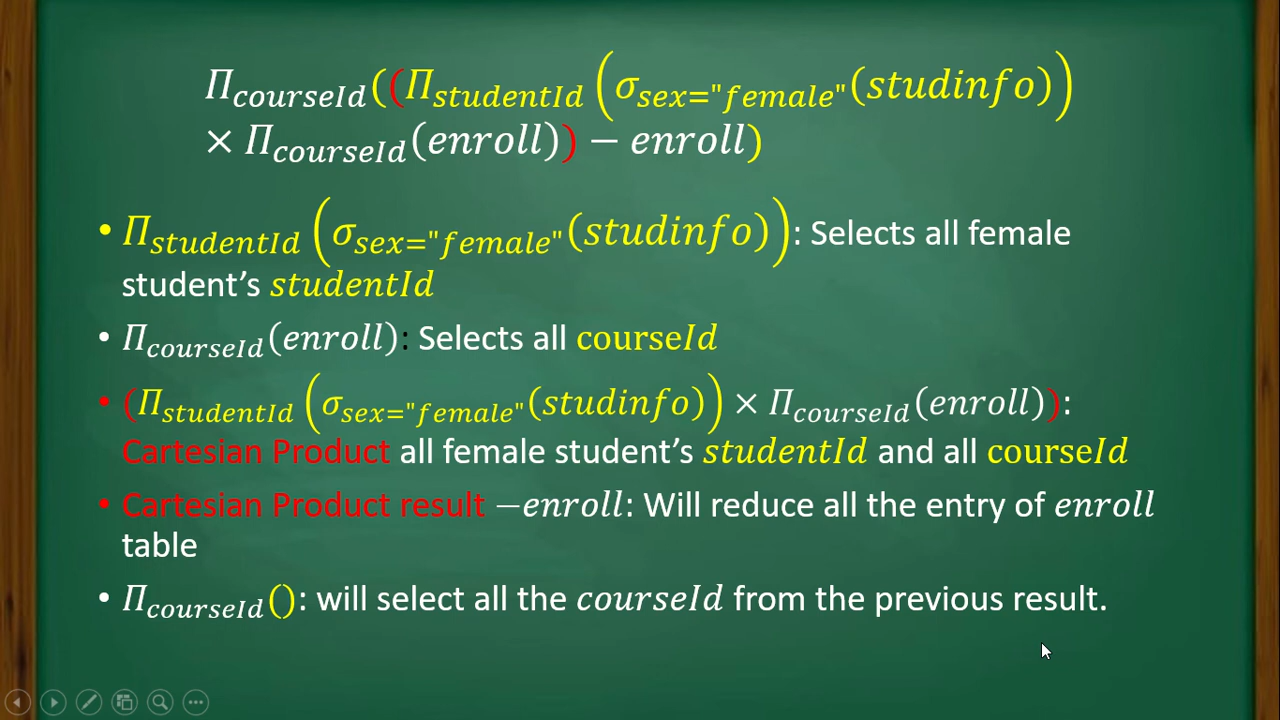 Π_courseId((Π_studentId(σ_sex="female"(studinfo))
× Π_courseId(enroll)) − enroll)
• Π_studentId(σ_sex="female"(studinfo)): Selects all female
student’s studentId
• Π_courseId(enroll): Selects all courseId
• (Π_studentId(σ_sex="female"(studinfo)) × Π_courseId(enroll)):
Cartesian Product all female student’s studentId and all courseId
• Cartesian Product result −enroll: Will reduce all the entry of enroll
table
• Π_courseId(): will select all the courseId from the previous result.